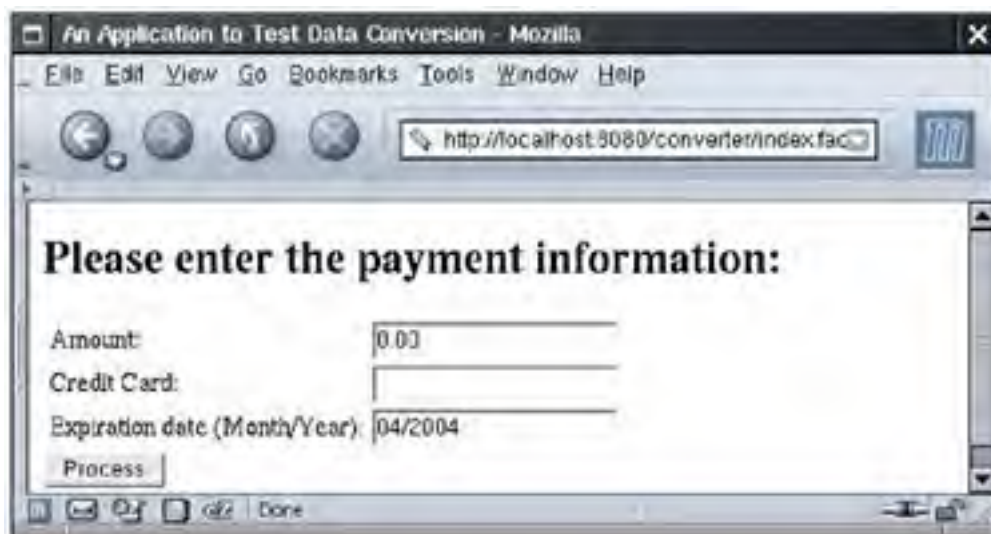 An Application to Test Data Conversion - Mozilla
File Edit View Go Bookmarks Tools Window Help
http://localhost:8080/converter/index.fac
Please enter the payment information:
Amount: 0.00
Credit Card:
Expiration date (Month/Year): 04/2004
Process
Done